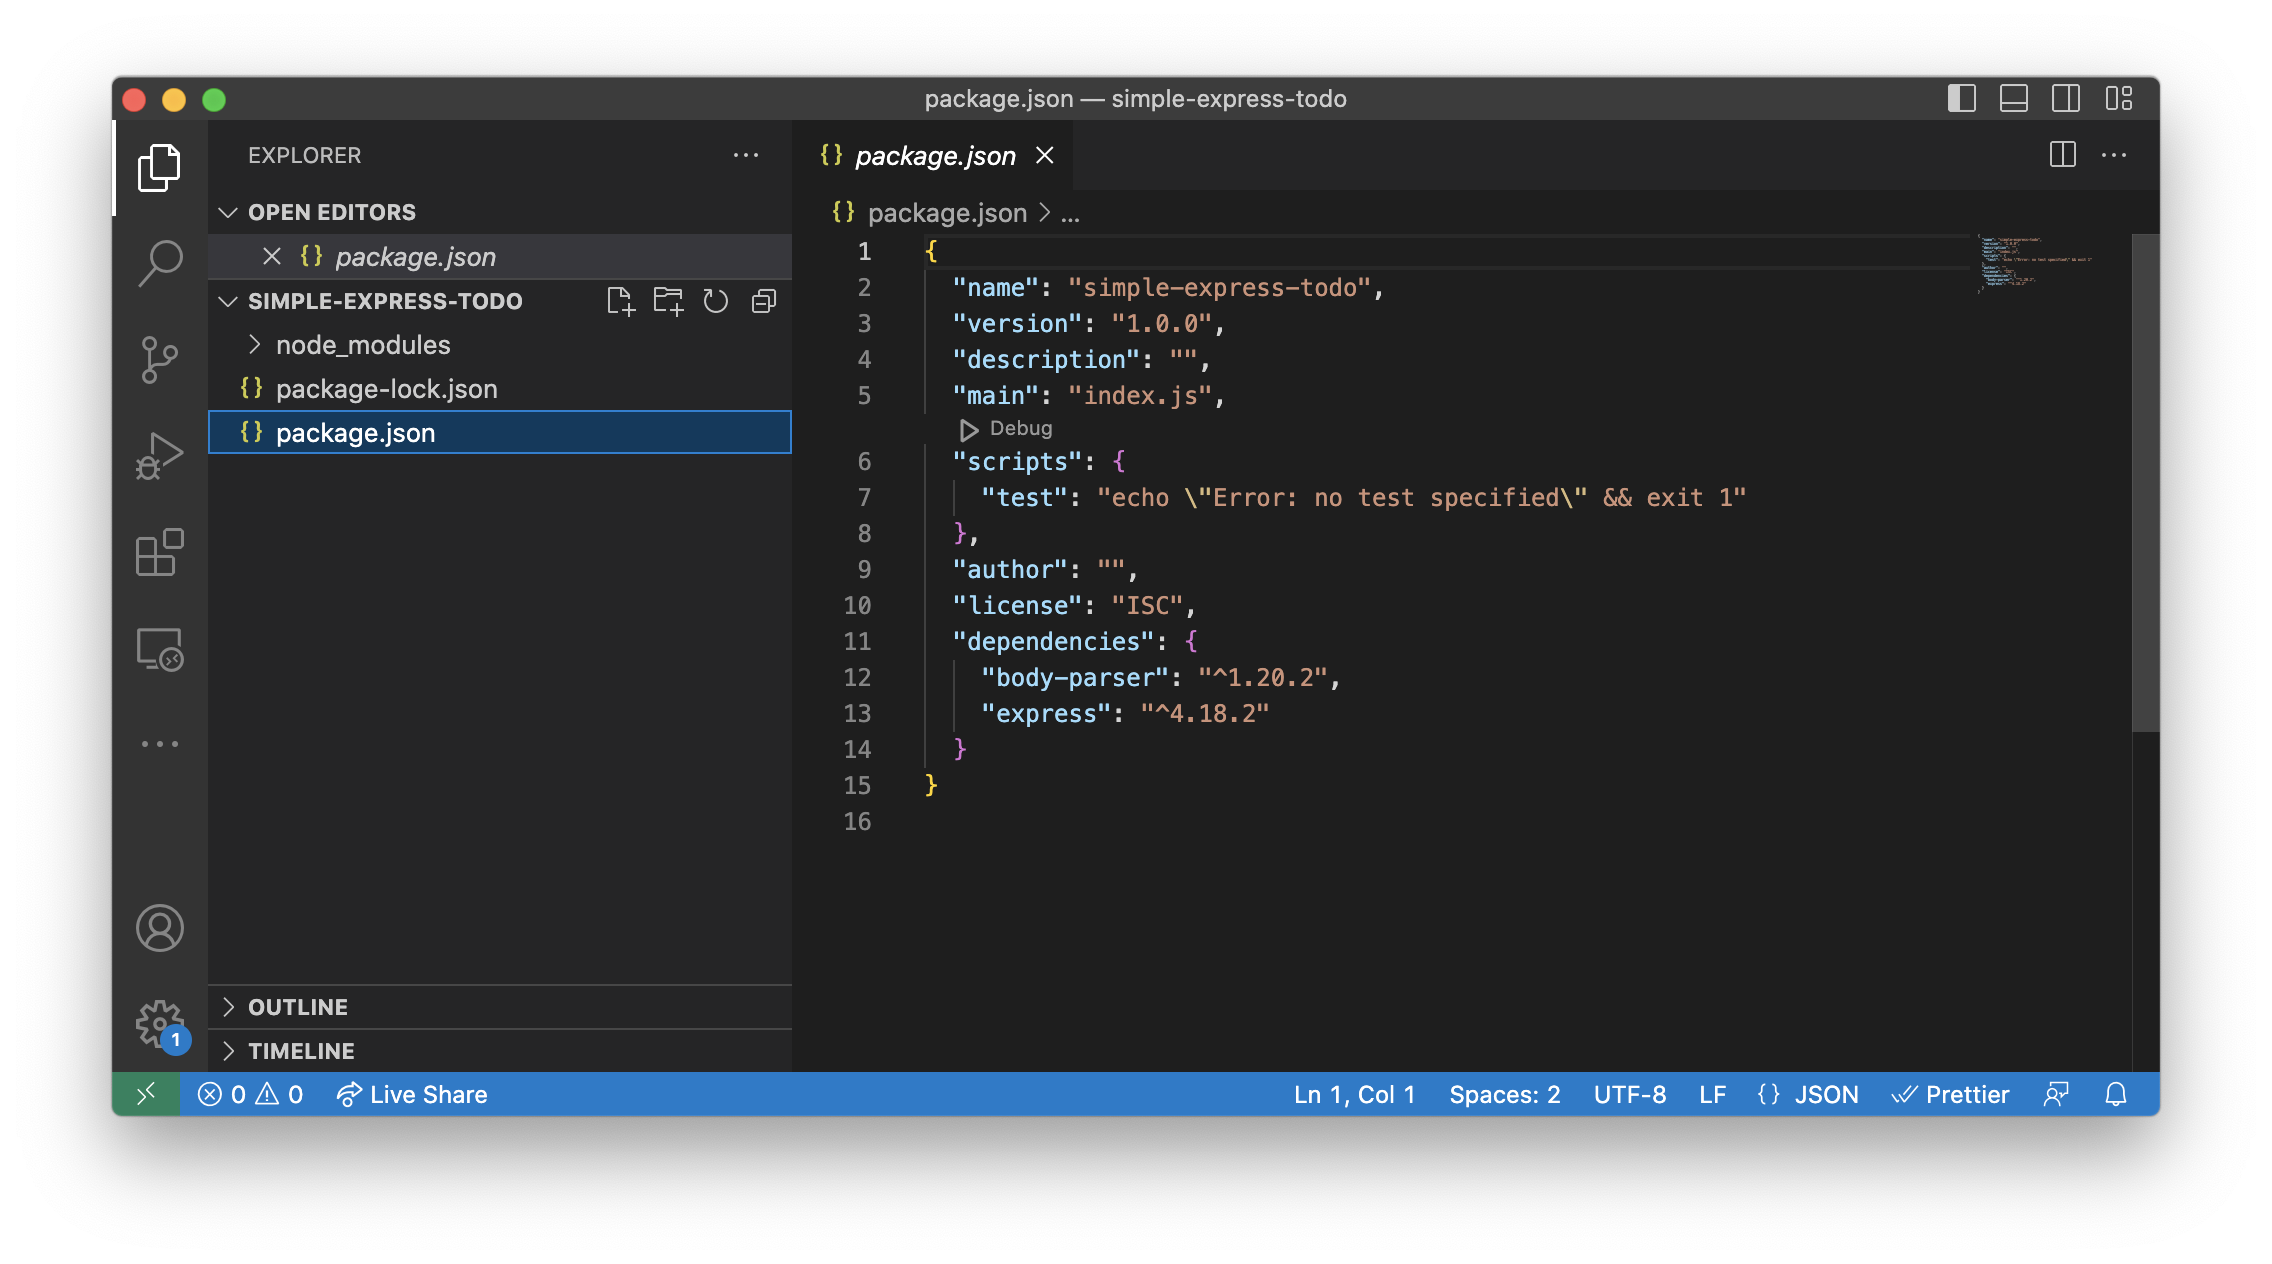 package.json — simple-express-todo
EXPLORER
OPEN EDITORS
{} package.json
SIMPLE-EXPRESS-TODO
node_modules
{} package-lock.json
{} package.json
OUTLINE
TIMELINE
{} package.json
{} package.json > ...
1 {
2 "name": "simple-express-todo",
3 "version": "1.0.0",
4 "description": "",
5 "main": "index.js",
Debug
6 "scripts": {
7 "test": "echo \"Error: no test specified\" && exit 1"
8 },
9 "author": "",
10 "license": "ISC",
11 "dependencies": {
12 "body-parser": "^1.20.2",
13 "express": "^4.18.2"
14 }
15 }
16
1
0 0 Live Share Ln 1, Col 1 Spaces: 2 UTF-8 LF {} JSON Prettier